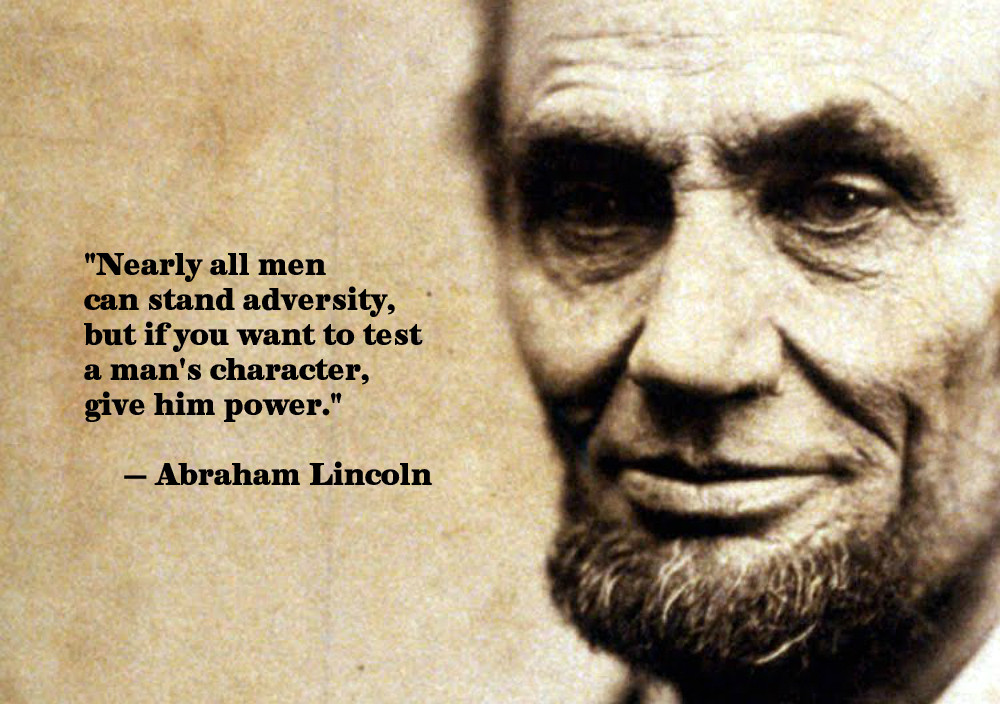 "Nearly all men
can stand adversity,
but if you want to test
a man's character,
give him power."
– Abraham Lincoln